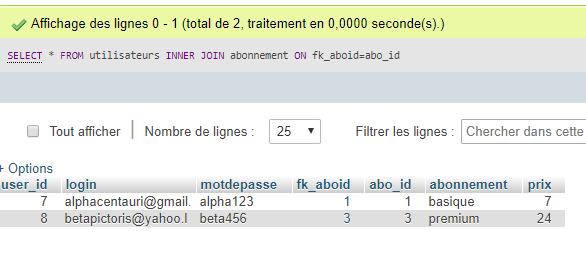 Affichage des lignes 0 - 1 (total de 2, traitement en 0,0000 seconde(s).)
SELECT * FROM utilisateurs INNER JOIN abonnement ON fk_aboid=abo_id
Tout afficher Nombre de lignes : 25 Filtrer les lignes : Chercher dans cette
+ Options
user_id login motdepasse fk_aboid abo_id abonnement prix
7 alphacentauri@gmail. alpha123 1 1 basique 7
8 betapictoris@yahoo.l beta456 3 3 premium 24